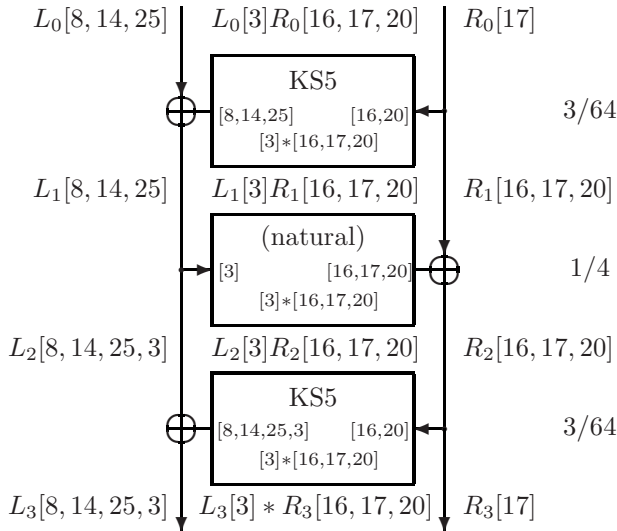 L₀[8, 14, 25] L₀[3]R₀[16, 17, 20] R₀[17]
KS5
[8,14,25] [16,20] 3/64
[3]∗[16,17,20]
L₁[8, 14, 25] L₁[3]R₁[16, 17, 20] R₁[16, 17, 20]
(natural)
[3] [16,17,20] 1/4
[3]∗[16,17,20]
L₂[8, 14, 25, 3] L₂[3]R₂[16, 17, 20] R₂[16, 17, 20]
KS5
[8,14,25,3] [16,20] 3/64
[3]∗[16,17,20]
L₃[8, 14, 25, 3] L₃[3] ∗ R₃[16, 17, 20] R₃[17]